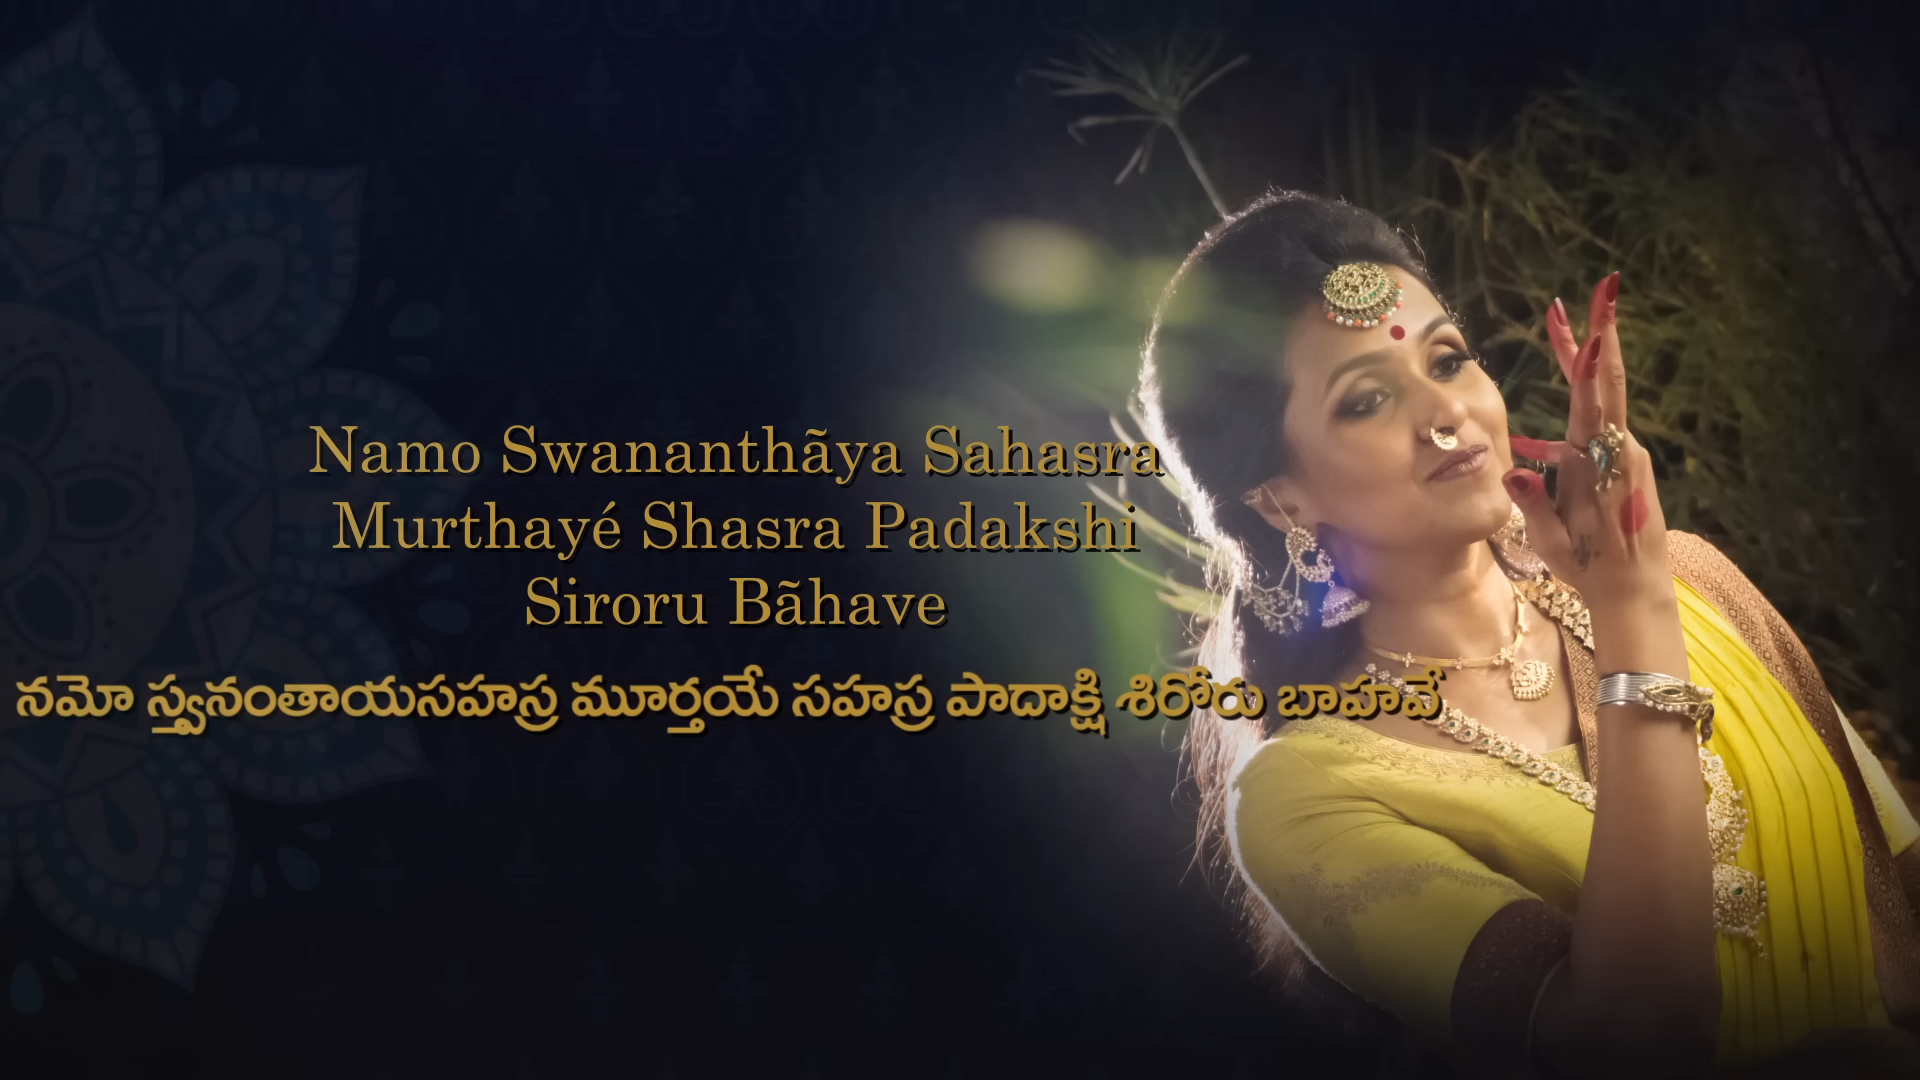 Namo Swananthãya Sahasra
Murthayé Shasra Padakshi
Siroru Bãhave
నమో స్త్వనంతాయసహస్ర మూర్తయే సహస్ర పాదాక్షి శిరోరు బాహవే